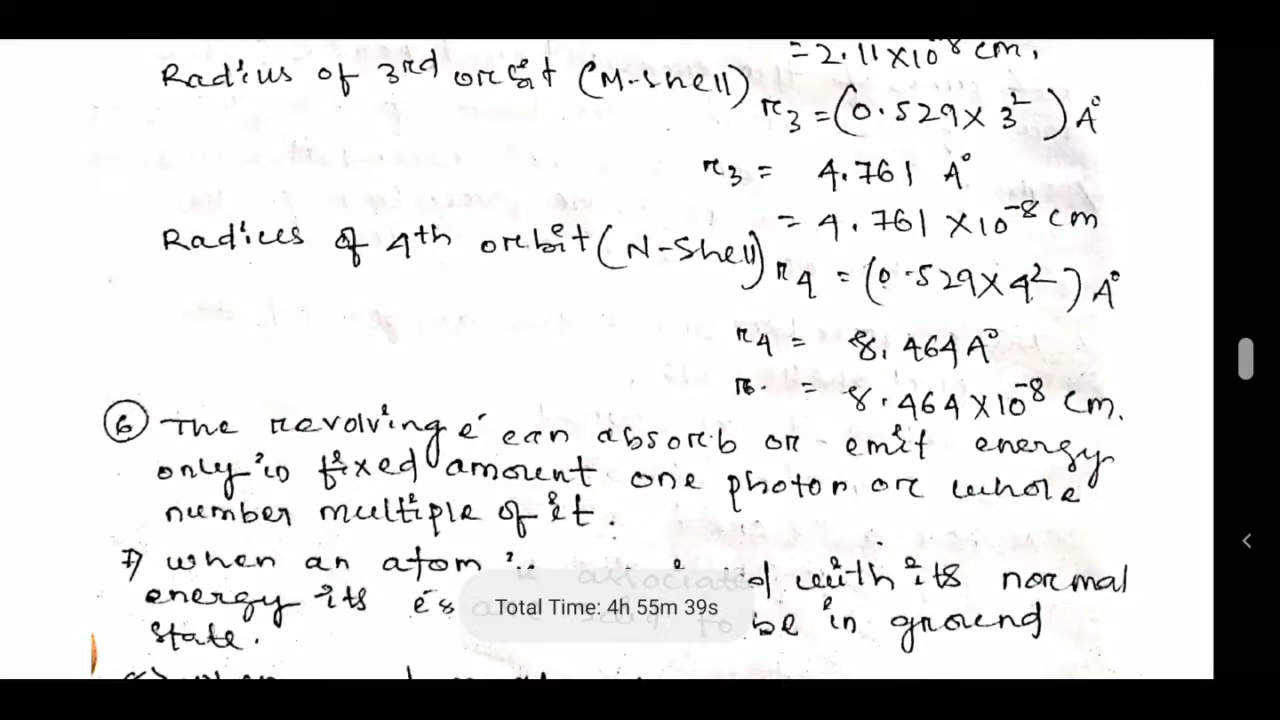 = 2.11 × 10⁻⁸ cm.
Radius of 3rd orbit (M-shell)
r₃ = (0.529 × 3²) A°
r₃ = 4.761 A°
= 4.761 × 10⁻⁸ cm
Radices of 4th orbit (N-Shell)
r₄ = (0.529 × 4²) A°
r₄ = 8.464 A°
= 8.464 × 10⁻⁸ cm.
⑥ The revolving e⁻ can absorb or emit energy
only in fixed amount one photon or whole
number multiple of it.
7) when an atom is associated with its normal
energy its e⁻s are said to be in ground
state.
Total Time: 4h 55m 39s